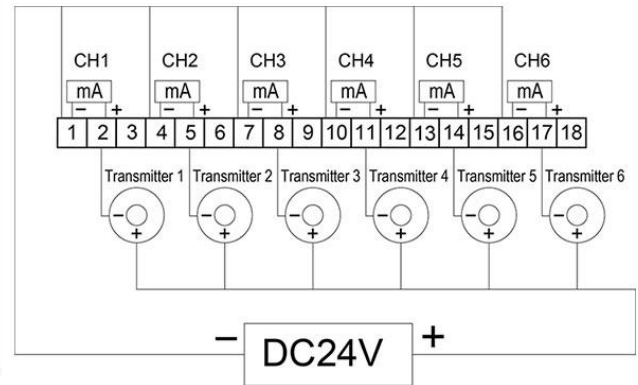 CH1 CH2 CH3 CH4 CH5 CH6
mA mA mA mA mA mA
− + − + − + − + − + − +
1 2 3 4 5 6 7 8 9 10 11 12 13 14 15 16 17 18
Transmitter 1 Transmitter 2 Transmitter 3 Transmitter 4 Transmitter 5 Transmitter 6
− − − − − −
+ + + + + +
− DC24V +